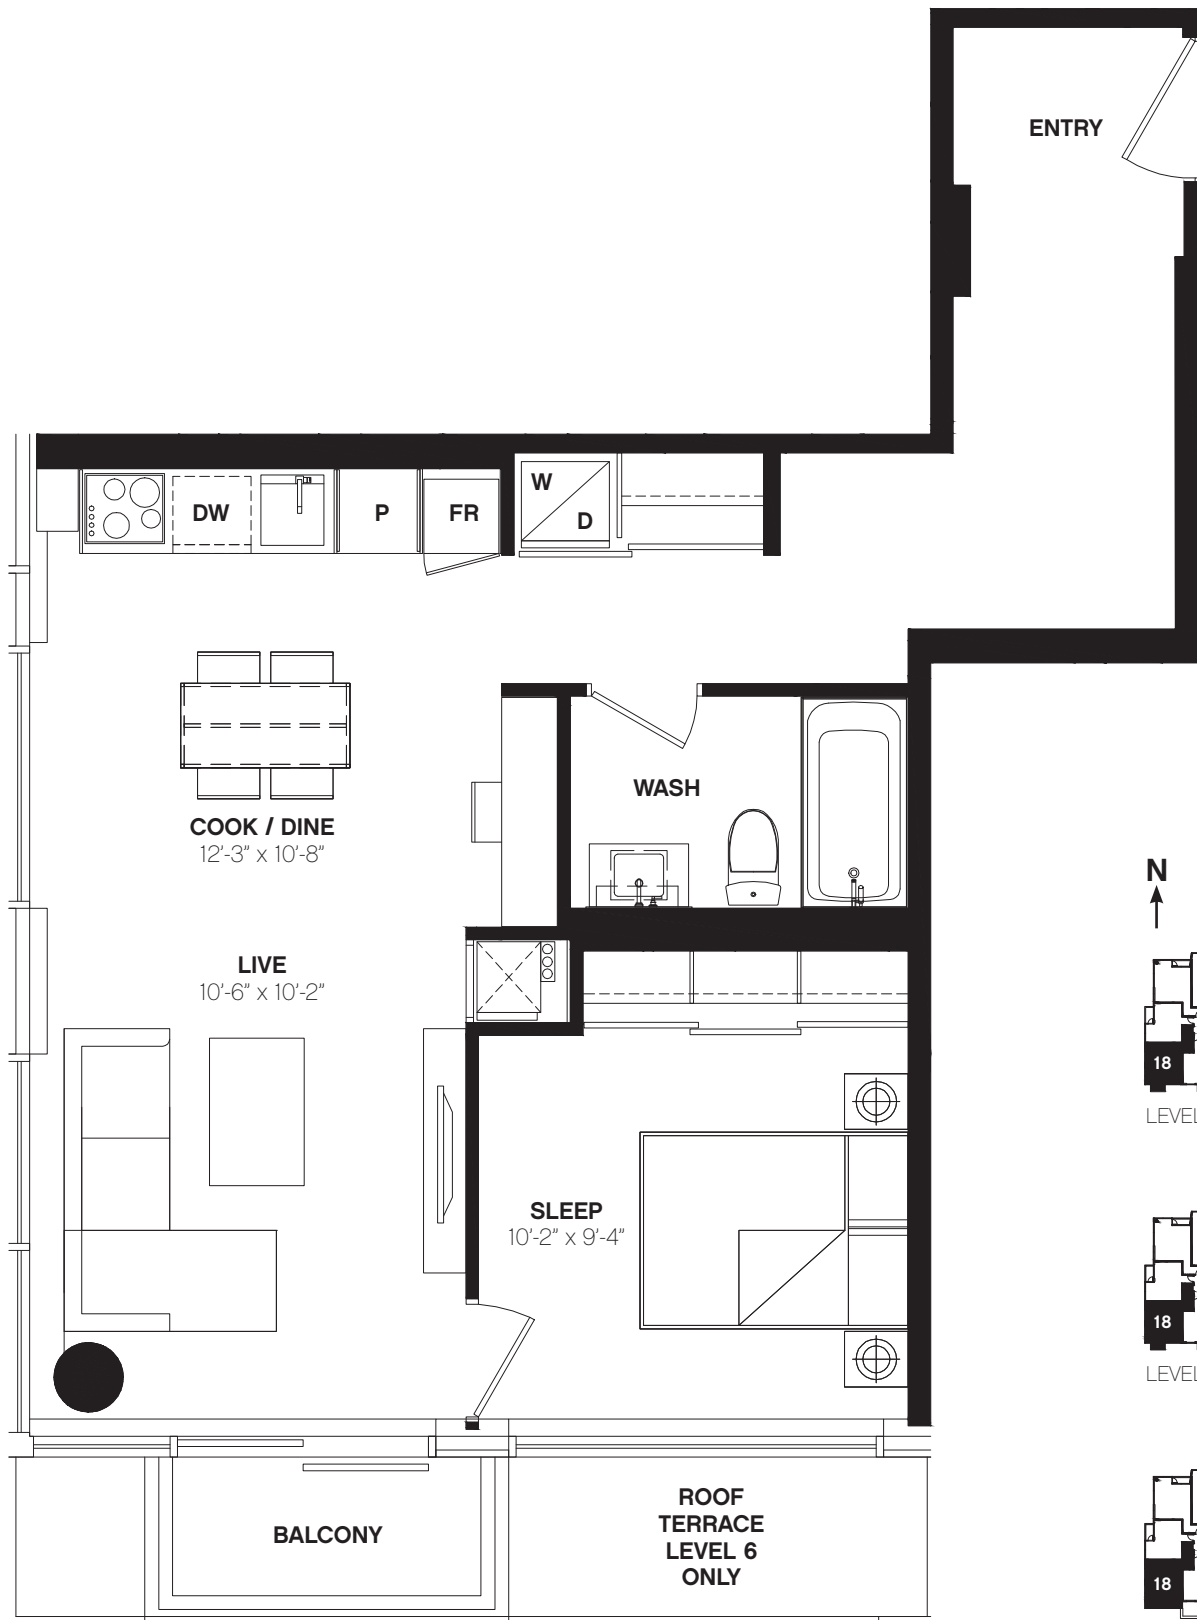 ENTRY
W
D
DW
P
FR
WASH
COOK / DINE
12'-3" x 10'-8"
N
LIVE
10'-6" x 10'-2"
18
LEVEL
SLEEP
10'-2" x 9'-4"
18
LEVEL
BALCONY
ROOF
TERRACE
LEVEL 6
ONLY
18